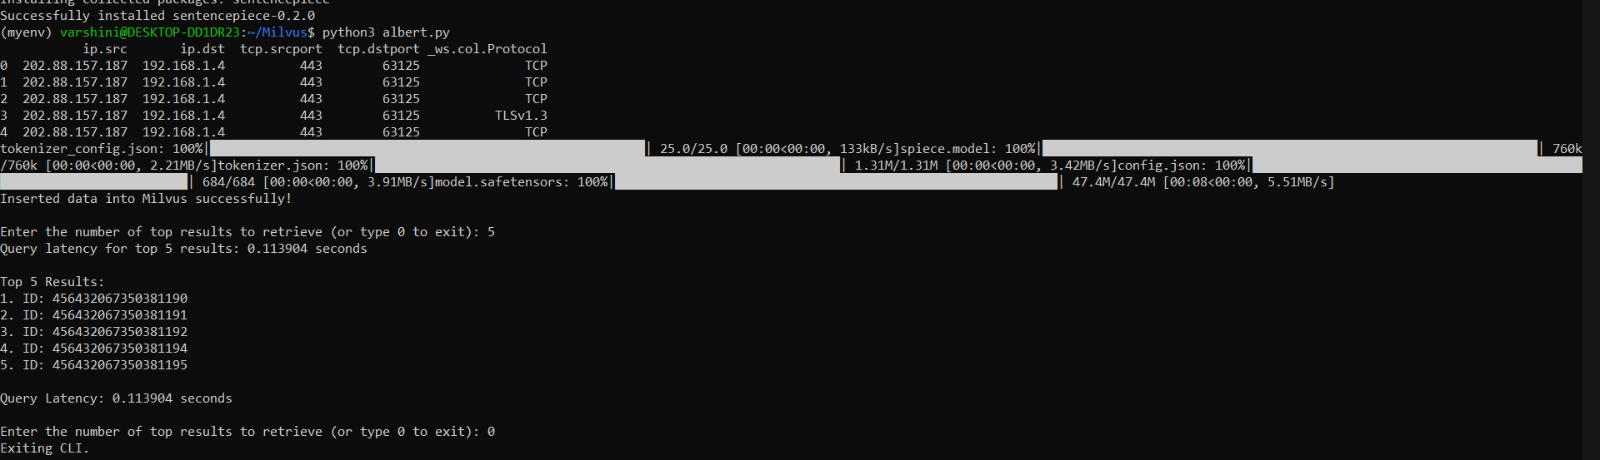 Installing collected packages: sentencepiece
Successfully installed sentencepiece-0.2.0
(myenv) varshini@DESKTOP-DD1DR23:~/Milvus$ python3 albert.py
ip.src ip.dst tcp.srcport tcp.dstport _ws.col.Protocol
0 202.88.157.187 192.168.1.4 443 63125 TCP
1 202.88.157.187 192.168.1.4 443 63125 TCP
2 202.88.157.187 192.168.1.4 443 63125 TCP
3 202.88.157.187 192.168.1.4 443 63125 TLSv1.3
4 202.88.157.187 192.168.1.4 443 63125 TCP
tokenizer_config.json: 100%| | 25.0/25.0 [00:00<00:00, 133kB/s]spiece.model: 100%| | 760k
/760k [00:00<00:00, 2.21MB/s]tokenizer.json: 100%| | 1.31M/1.31M [00:00<00:00, 3.42MB/s]config.json: 100%|
| 684/684 [00:00<00:00, 3.91MB/s]model.safetensors: 100%| | 47.4M/47.4M [00:08<00:00, 5.51MB/s]
Inserted data into Milvus successfully!
Enter the number of top results to retrieve (or type 0 to exit): 5
Query latency for top 5 results: 0.113904 seconds
Top 5 Results:
1. ID: 456432067350381190
2. ID: 456432067350381191
3. ID: 456432067350381192
4. ID: 456432067350381194
5. ID: 456432067350381195
Query Latency: 0.113904 seconds
Enter the number of top results to retrieve (or type 0 to exit): 0
Exiting CLI.